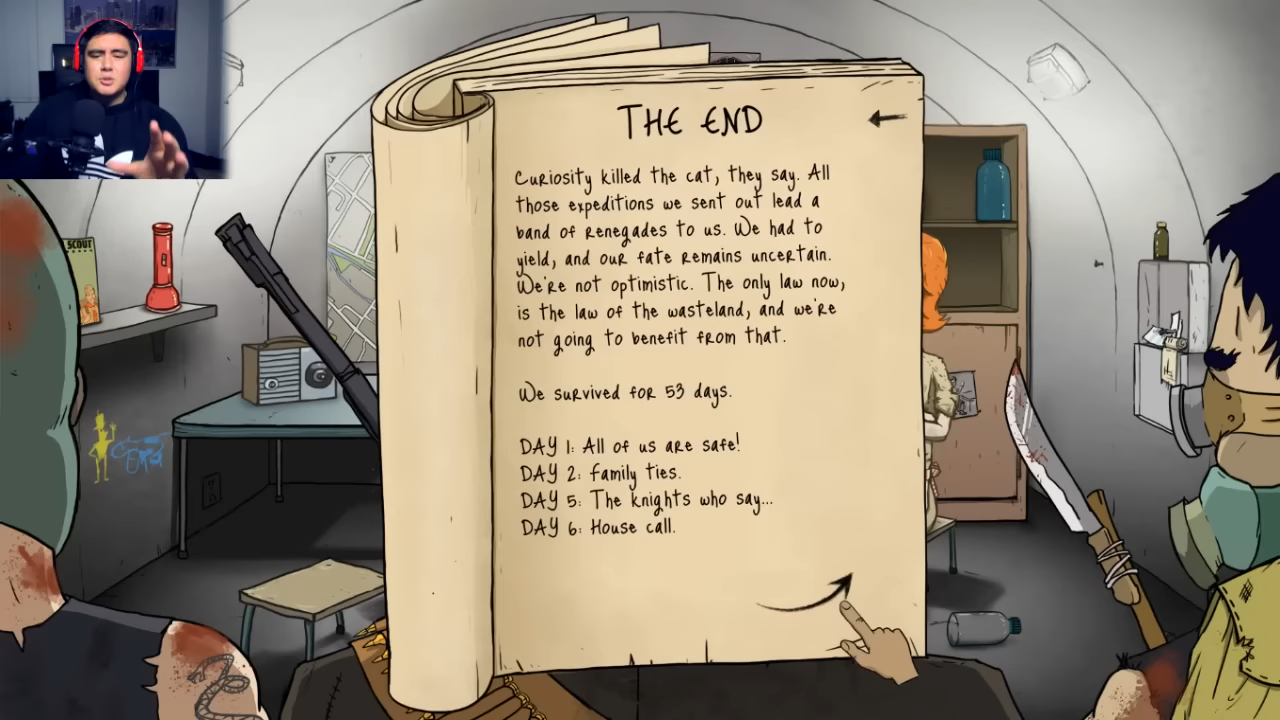 THE END
Curiosity killed the cat, they say. All
those expeditions we sent out lead a
band of renegades to us. We had to
yield, and our fate remains uncertain.
We're not optimistic. The only law now,
is the law of the wasteland, and we're
not going to benefit from that.
We survived for 53 days.
DAY 1: All of us are safe!
DAY 2: Family ties.
DAY 5: The knights who say...
DAY 6: House call.
SCOUT